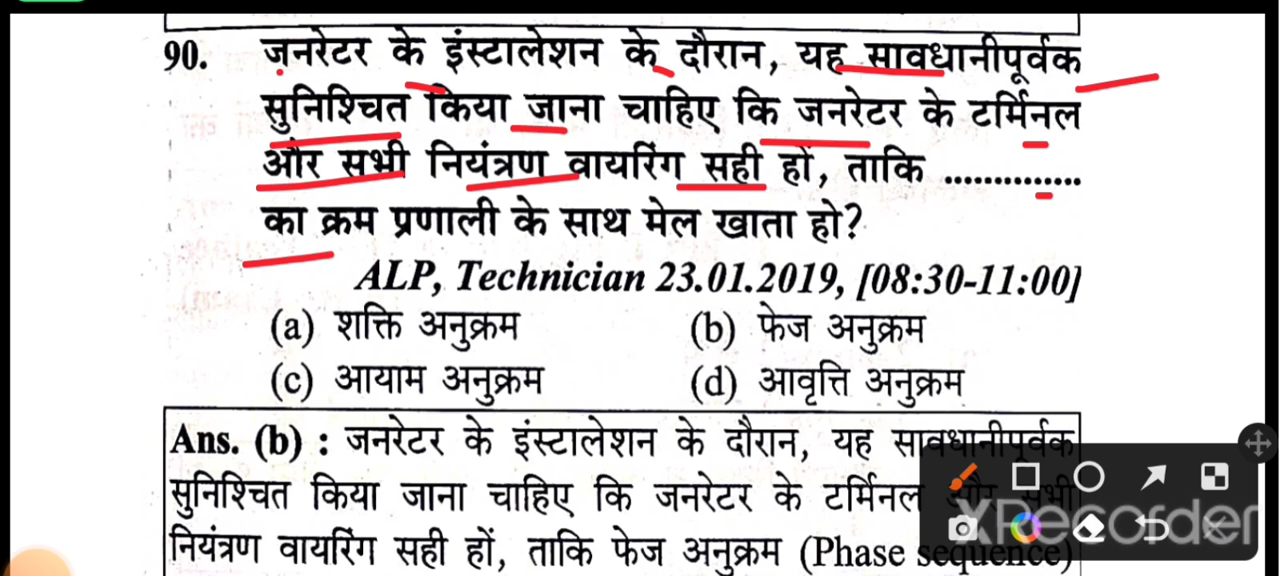 90. जनरेटर के इंस्टालेशन के दौरान, यह सावधानीपूर्वक
सुनिश्चित किया जाना चाहिए कि जनरेटर के टर्मिनल
और सभी नियंत्रण वायरिंग सही हों, ताकि ...............
का क्रम प्रणाली के साथ मेल खाता हो?
ALP, Technician 23.01.2019, [08:30-11:00]
(a) शक्ति अनुक्रम (b) फेज अनुक्रम
(c) आयाम अनुक्रम (d) आवृत्ति अनुक्रम
Ans. (b) : जनरेटर के इंस्टालेशन के दौरान, यह सावधानीपूर्वक
सुनिश्चित किया जाना चाहिए कि जनरेटर के टर्मिनल और सभी
नियंत्रण वायरिंग सही हों, ताकि फेज अनुक्रम (Phase sequence)
XRecorder